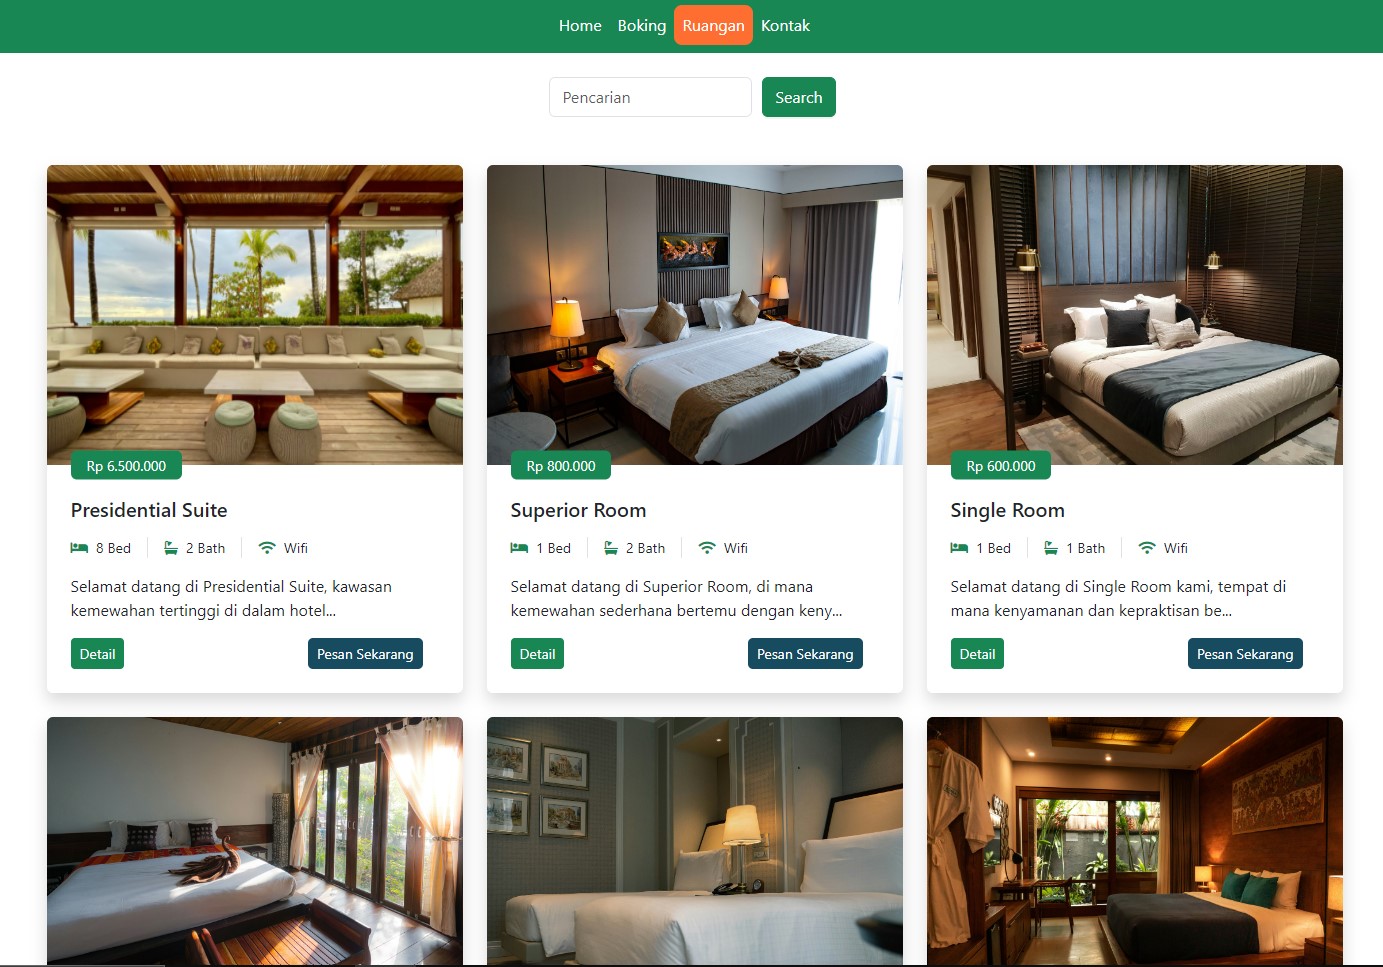 Home Boking Ruangan Kontak
Pencarian Search
Rp 6.500.000
Presidential Suite
8 Bed 2 Bath Wifi
Selamat datang di Presidential Suite, kawasan
kemewahan tertinggi di dalam hotel...
Detail Pesan Sekarang
Rp 800.000
Superior Room
1 Bed 2 Bath Wifi
Selamat datang di Superior Room, di mana
kemewahan sederhana bertemu dengan keny...
Detail Pesan Sekarang
Rp 600.000
Single Room
1 Bed 1 Bath Wifi
Selamat datang di Single Room kami, tempat di
mana kenyamanan dan kepraktisan be...
Detail Pesan Sekarang